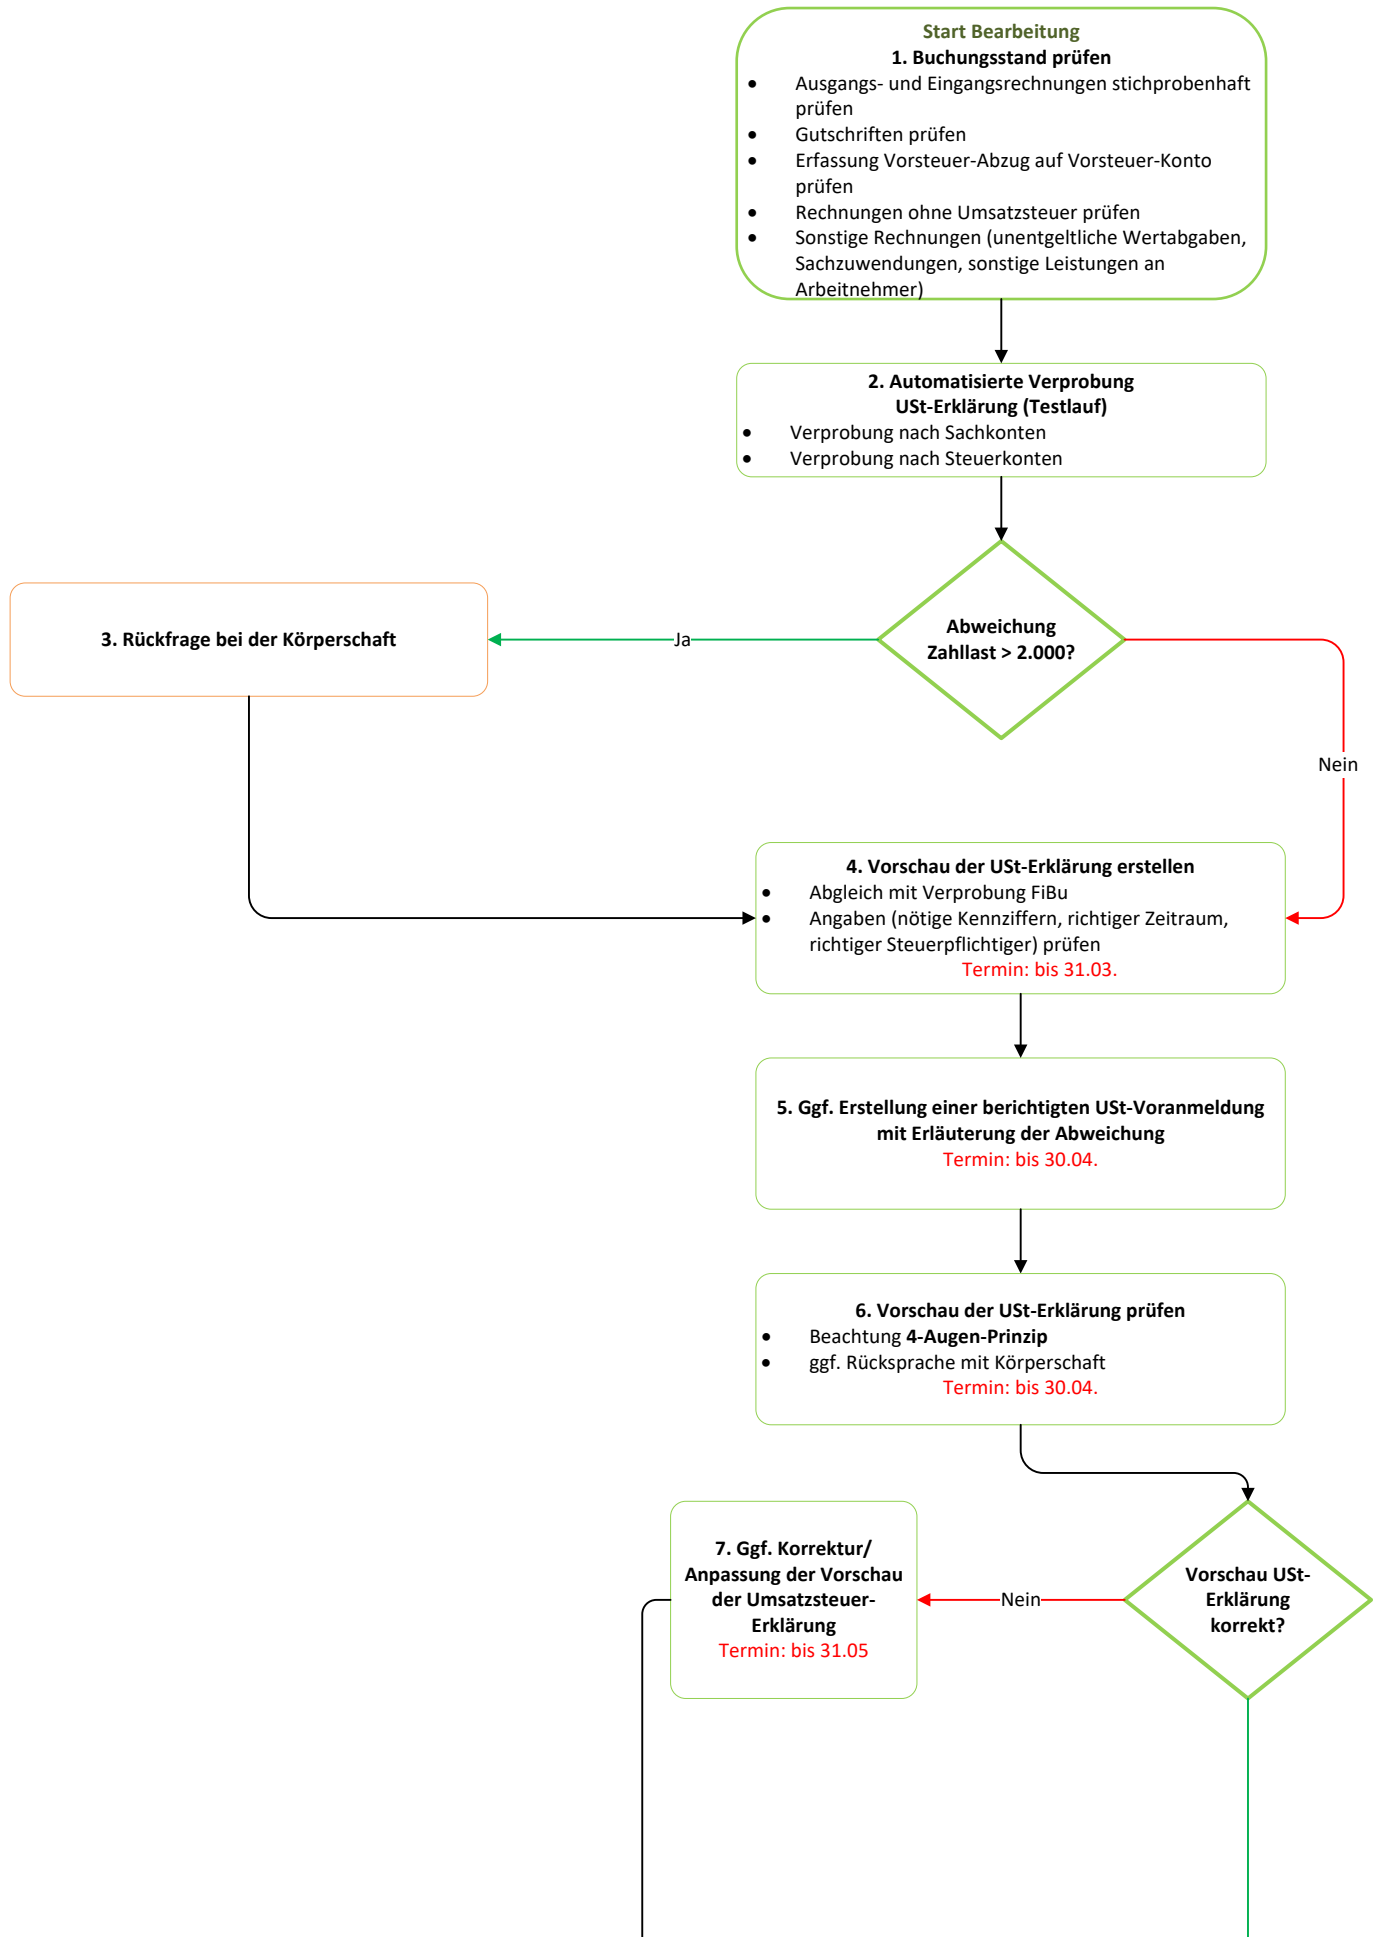 Start Bearbeitung
1. Buchungsstand prüfen
• Ausgangs- und Eingangsrechnungen stichprobenhaft
prüfen
• Gutschriften prüfen
• Erfassung Vorsteuer-Abzug auf Vorsteuer-Konto
prüfen
• Rechnungen ohne Umsatzsteuer prüfen
• Sonstige Rechnungen (unentgeltliche Wertabgaben,
Sachzuwendungen, sonstige Leistungen an
Arbeitnehmer)
2. Automatisierte Verprobung
USt-Erklärung (Testlauf)
• Verprobung nach Sachkonten
• Verprobung nach Steuerkonten
Abweichung
Zahllast > 2.000?
Ja
3. Rückfrage bei der Körperschaft
Nein
4. Vorschau der USt-Erklärung erstellen
• Abgleich mit Verprobung FiBu
• Angaben (nötige Kennziffern, richtiger Zeitraum,
richtiger Steuerpflichtiger) prüfen
Termin: bis 31.03.
5. Ggf. Erstellung einer berichtigten USt-Voranmeldung
mit Erläuterung der Abweichung
Termin: bis 30.04.
6. Vorschau der USt-Erklärung prüfen
• Beachtung 4-Augen-Prinzip
• ggf. Rücksprache mit Körperschaft
Termin: bis 30.04.
Vorschau USt-
Erklärung
korrekt?
Nein
7. Ggf. Korrektur/
Anpassung der Vorschau
der Umsatzsteuer-
Erklärung
Termin: bis 31.05